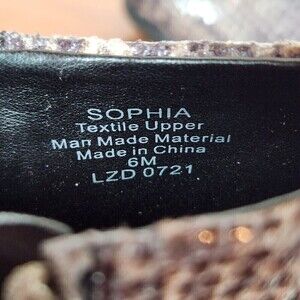 SOPHIA
Textile Upper
Man Made Material
Made in China
6M
LZD 0721